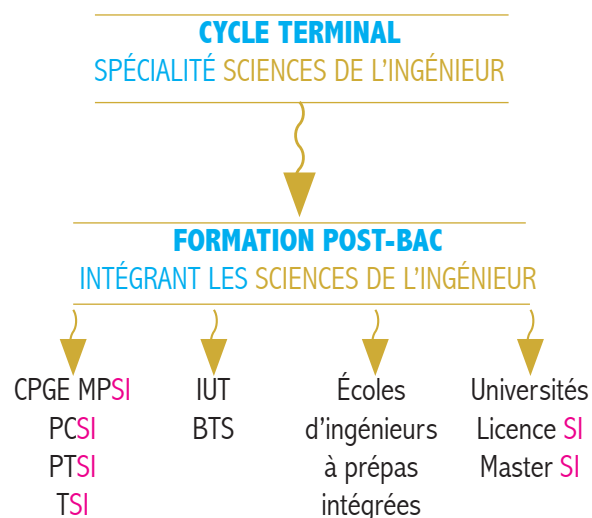 CYCLE TERMINAL
SPÉCIALITÉ SCIENCES DE L'INGÉNIEUR
FORMATION POST-BAC
INTÉGRANT LES SCIENCES DE L'INGÉNIEUR
CPGE MPSI
PCSI
PTSI
TSI
IUT
BTS
Écoles
d'ingénieurs
à prépas
intégrées
Universités
Licence SI
Master SI